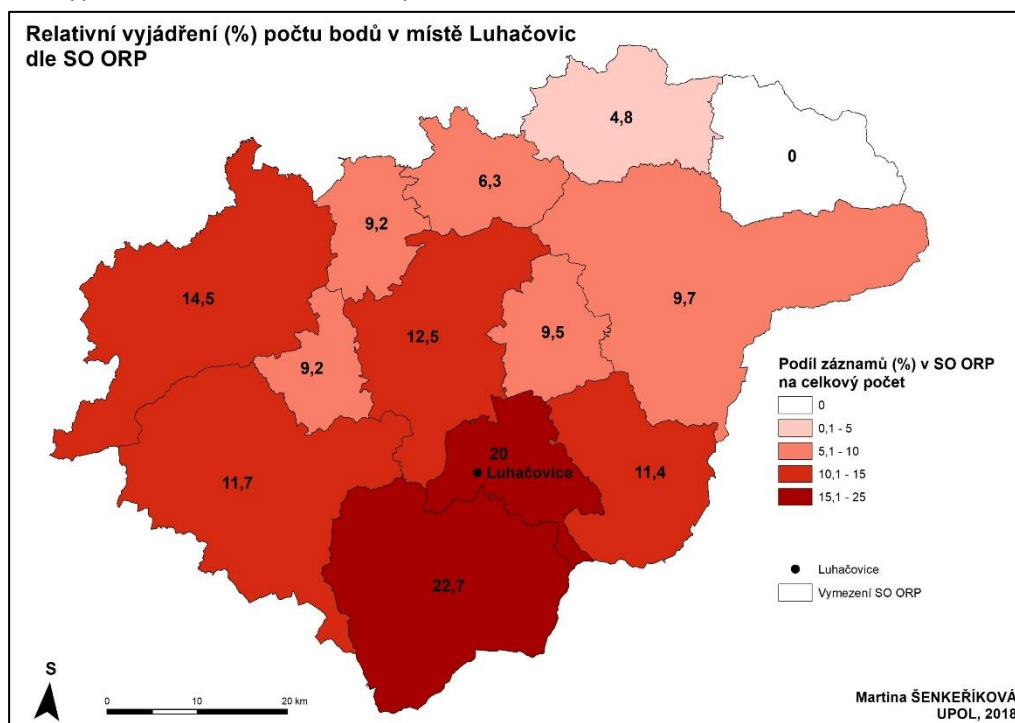 Relativní vyjádření (%) počtu bodů v místě Luhačovic
dle SO ORP
4,8
0
6,3
9,2
14,5
9,7
12,5
9,5
9,2
Podíl záznamů (%) v SO ORP
na celkový počet
0
0,1 - 5
5,1 - 10
10,1 - 15
15,1 - 25
20
Luhačovice
11,4
11,7
22,7
Luhačovice
Vymezení SO ORP
S
0 10 20 km
Martina ŠENKEŘÍKOVÁ
UPOL, 2018